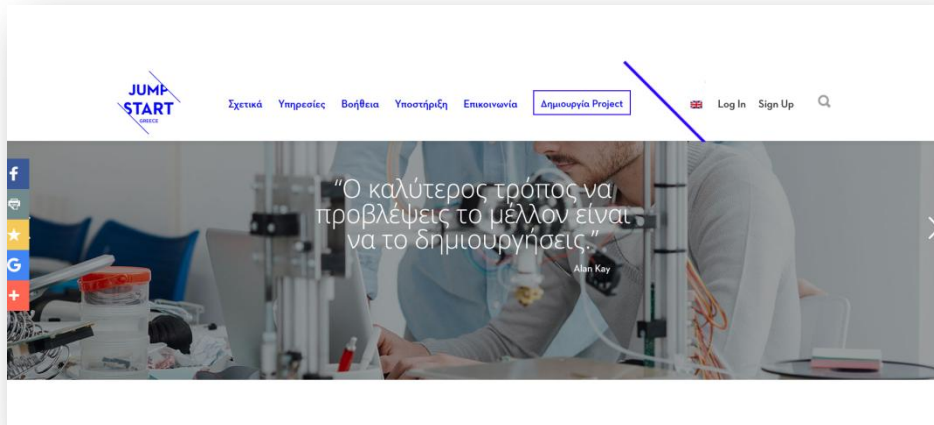 JUMP
START
GREECE
Σχετικά Υπηρεσίες Βοήθεια Υποστήριξη Επικοινωνία Δημιουργία Project Log In Sign Up
“Ο καλύτερος τρόπος να
προβλέψεις το μέλλον είναι
να το δημιουργήσεις.”
Alan Kay